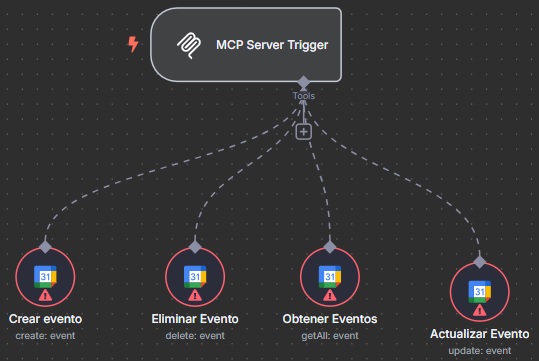 MCP Server Trigger
Tools
31
31
31
31
Crear evento
create: event
Eliminar Evento
delete: event
Obtener Eventos
getAll: event
Actualizar Evento
update: event